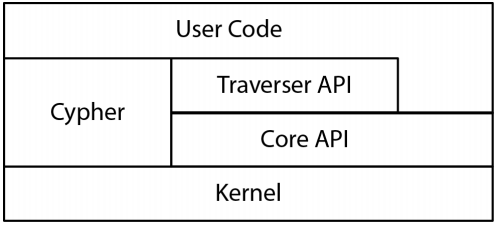 User Code
Traverser API
Cypher
Core API
Kernel